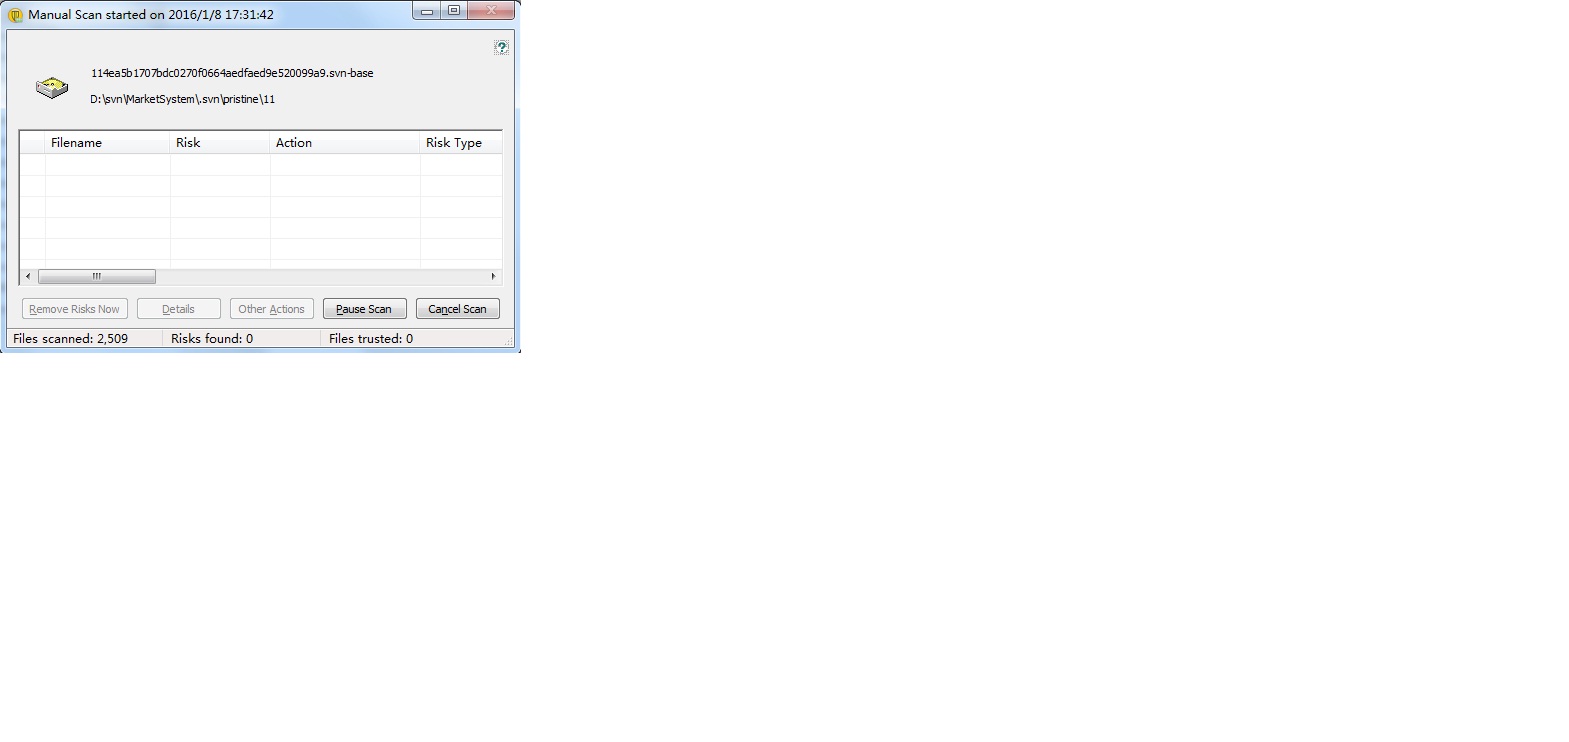 Manual Scan started on 2016/1/8 17:31:42
114ea5b1707bdc0270f0664aedfaed9e520099a9.svn-base
D:\svn\MarketSystem\.svn\pristine\11
Filename Risk Action Risk Type
Remove Risks Now Details Other Actions Pause Scan Cancel Scan
Files scanned: 2,509 Risks found: 0 Files trusted: 0